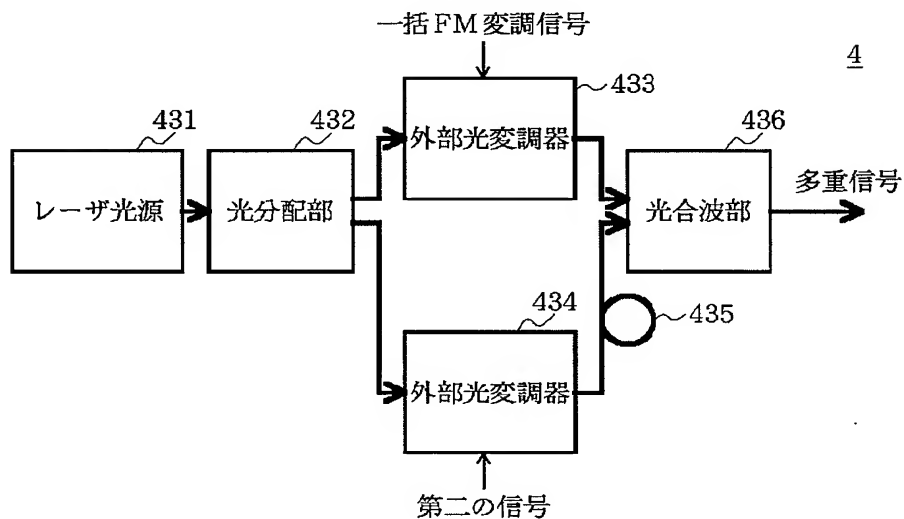 一括FM変調信号
4
433
外部光変調器
431
432
436
レーザ光源
光分配部
光合波部
多重信号
434
435
外部光変調器
第二の信号